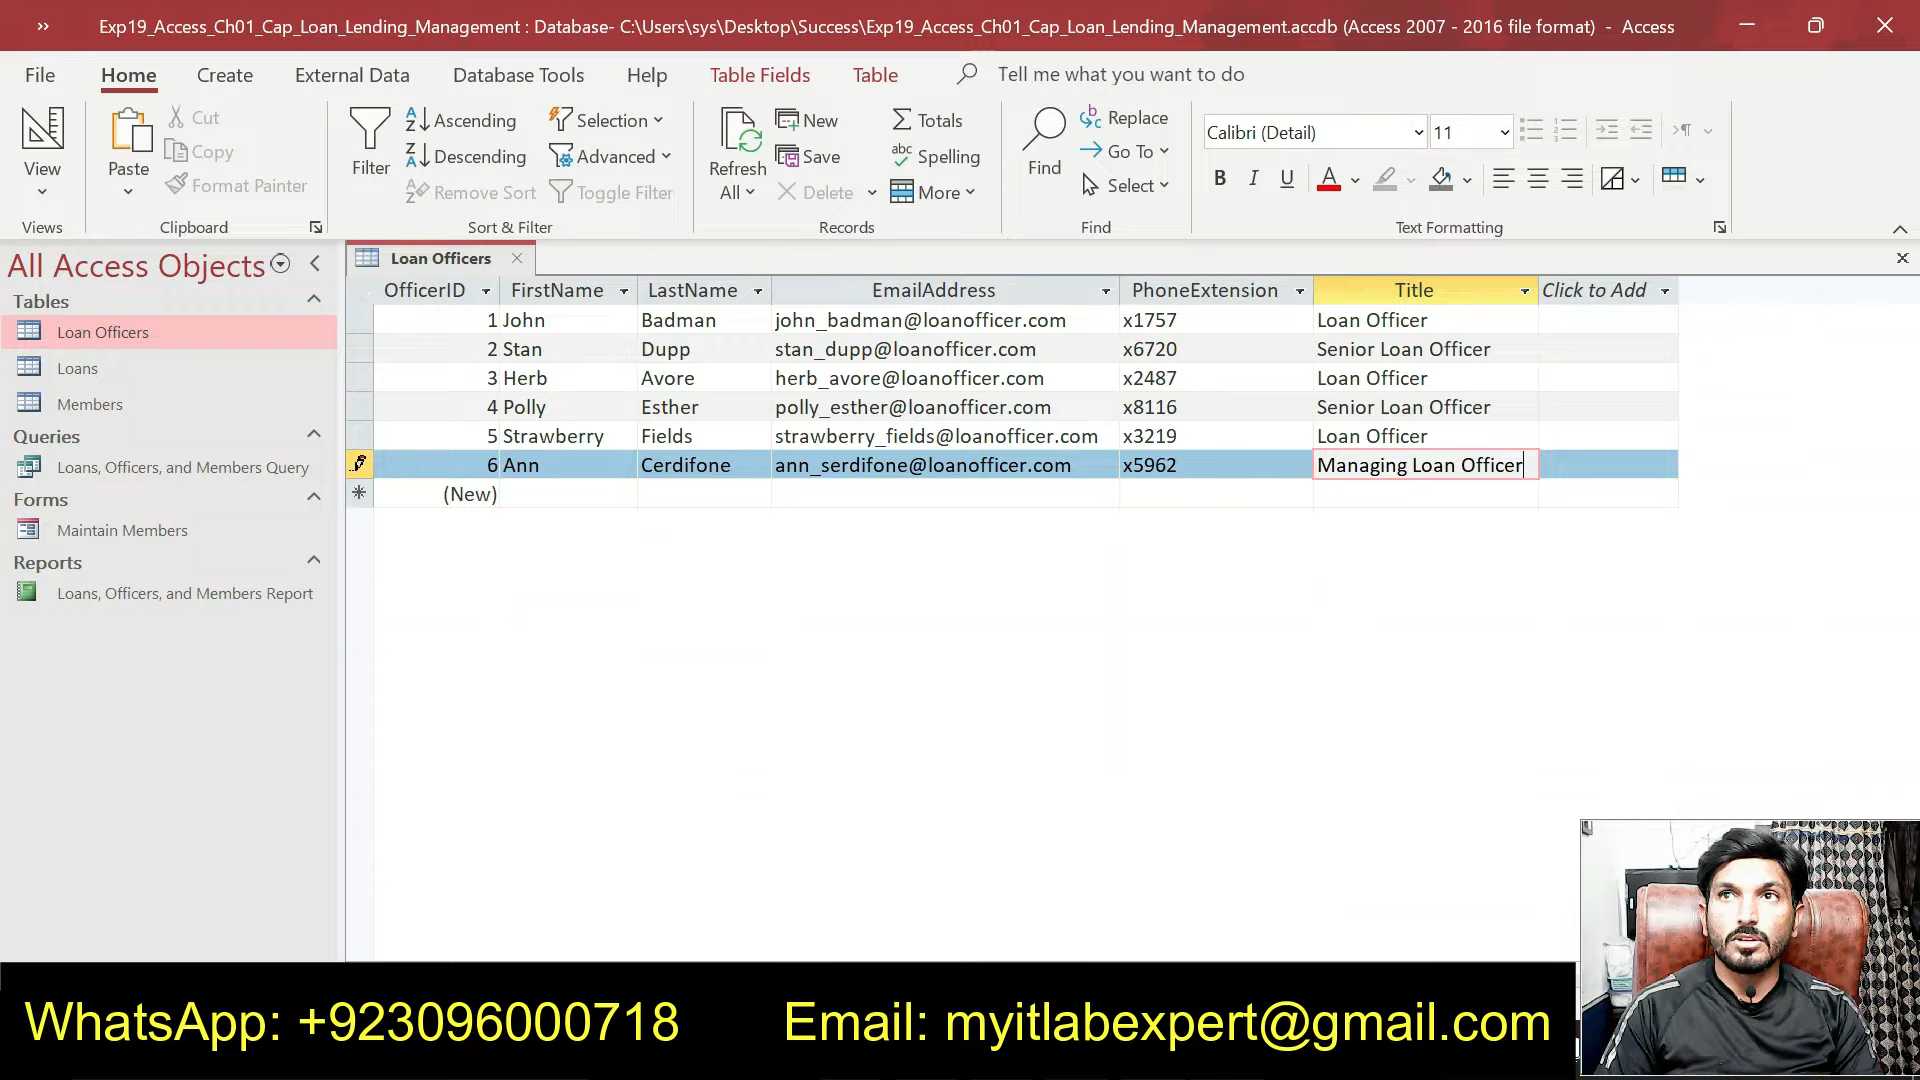 Exp19_Access_Ch01_Cap_Loan_Lending_Management : Database- C:\Users\sys\Desktop\Success\Exp19_Access_Ch01_Cap_Loan_Lending_Management.accdb (Access 2007 - 2016 file format) - Access
File Home Create External Data Database Tools Help Table Fields Table Tell me what you want to do
View
Views
Paste
Cut
Copy
Format Painter
Clipboard
Filter
Ascending
Descending
Remove Sort
Selection
Advanced
Toggle Filter
Sort & Filter
Refresh
All
New
Save
Delete
Totals
Spelling
More
Records
Find
Replace
Go To
Select
Find
Calibri (Detail) 11
B I U A
Text Formatting
All Access Objects
Tables
Loan Officers
Loans
Members
Queries
Loans, Officers, and Members Query
Forms
Maintain Members
Reports
Loans, Officers, and Members Report
Loan Officers
OfficerID FirstName LastName EmailAddress PhoneExtension Title Click to Add
1 John Badman john_badman@loanofficer.com x1757 Loan Officer
2 Stan Dupp stan_dupp@loanofficer.com x6720 Senior Loan Officer
3 Herb Avore herb_avore@loanofficer.com x2487 Loan Officer
4 Polly Esther polly_esther@loanofficer.com x8116 Senior Loan Officer
5 Strawberry Fields strawberry_fields@loanofficer.com x3219 Loan Officer
6 Ann Cerdifone ann_serdifone@loanofficer.com x5962 Managing Loan Officer
(New)
WhatsApp: +923096000718 Email: myitlabexpert@gmail.com